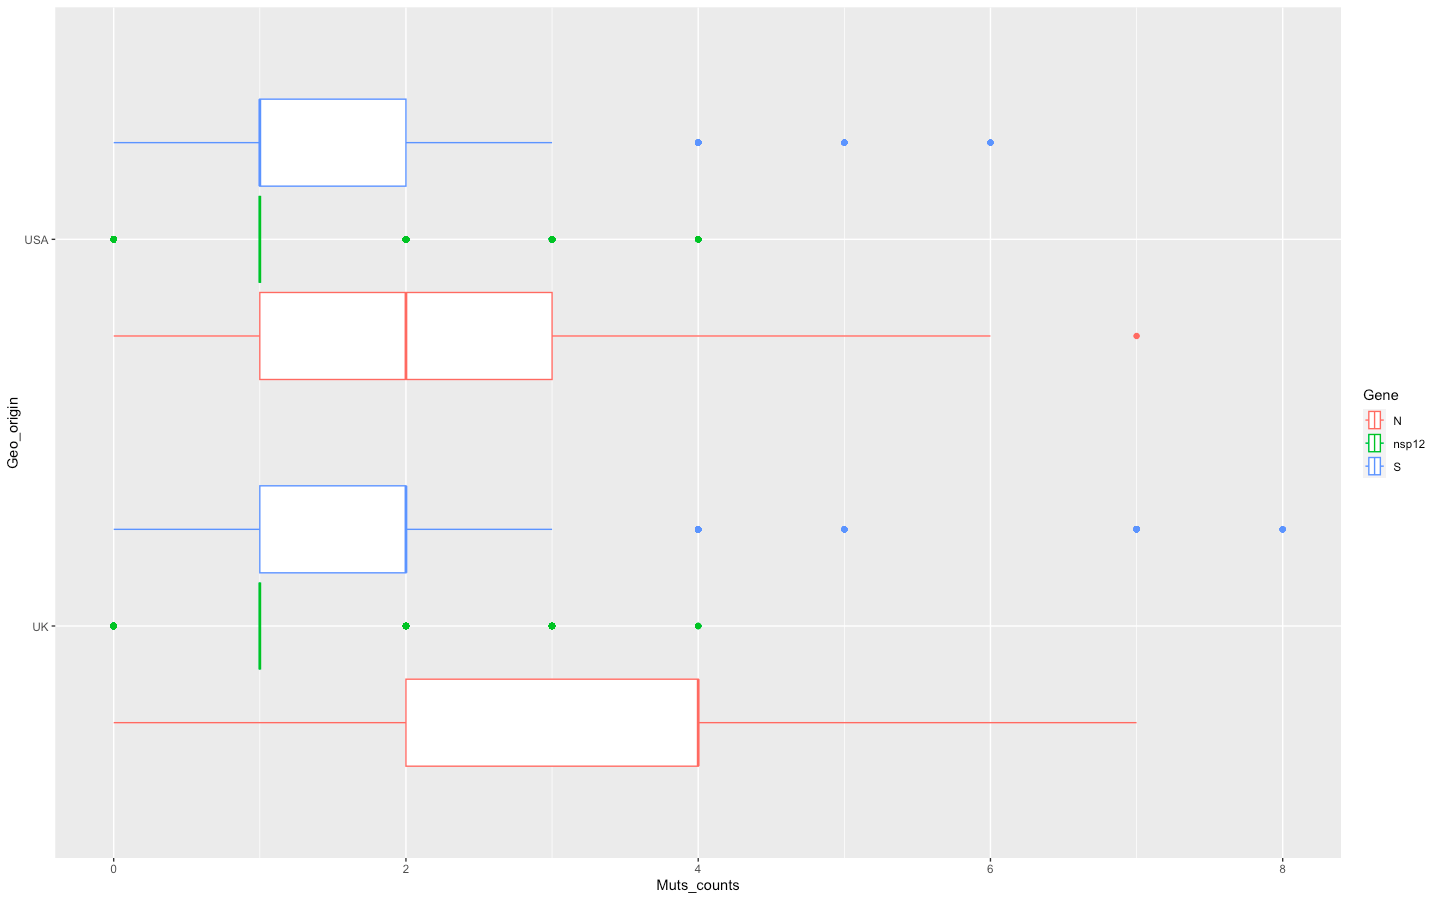 USA
UK
Geo_origin
0 2 4 6 8
Muts_counts
Gene
N
nsp12
S